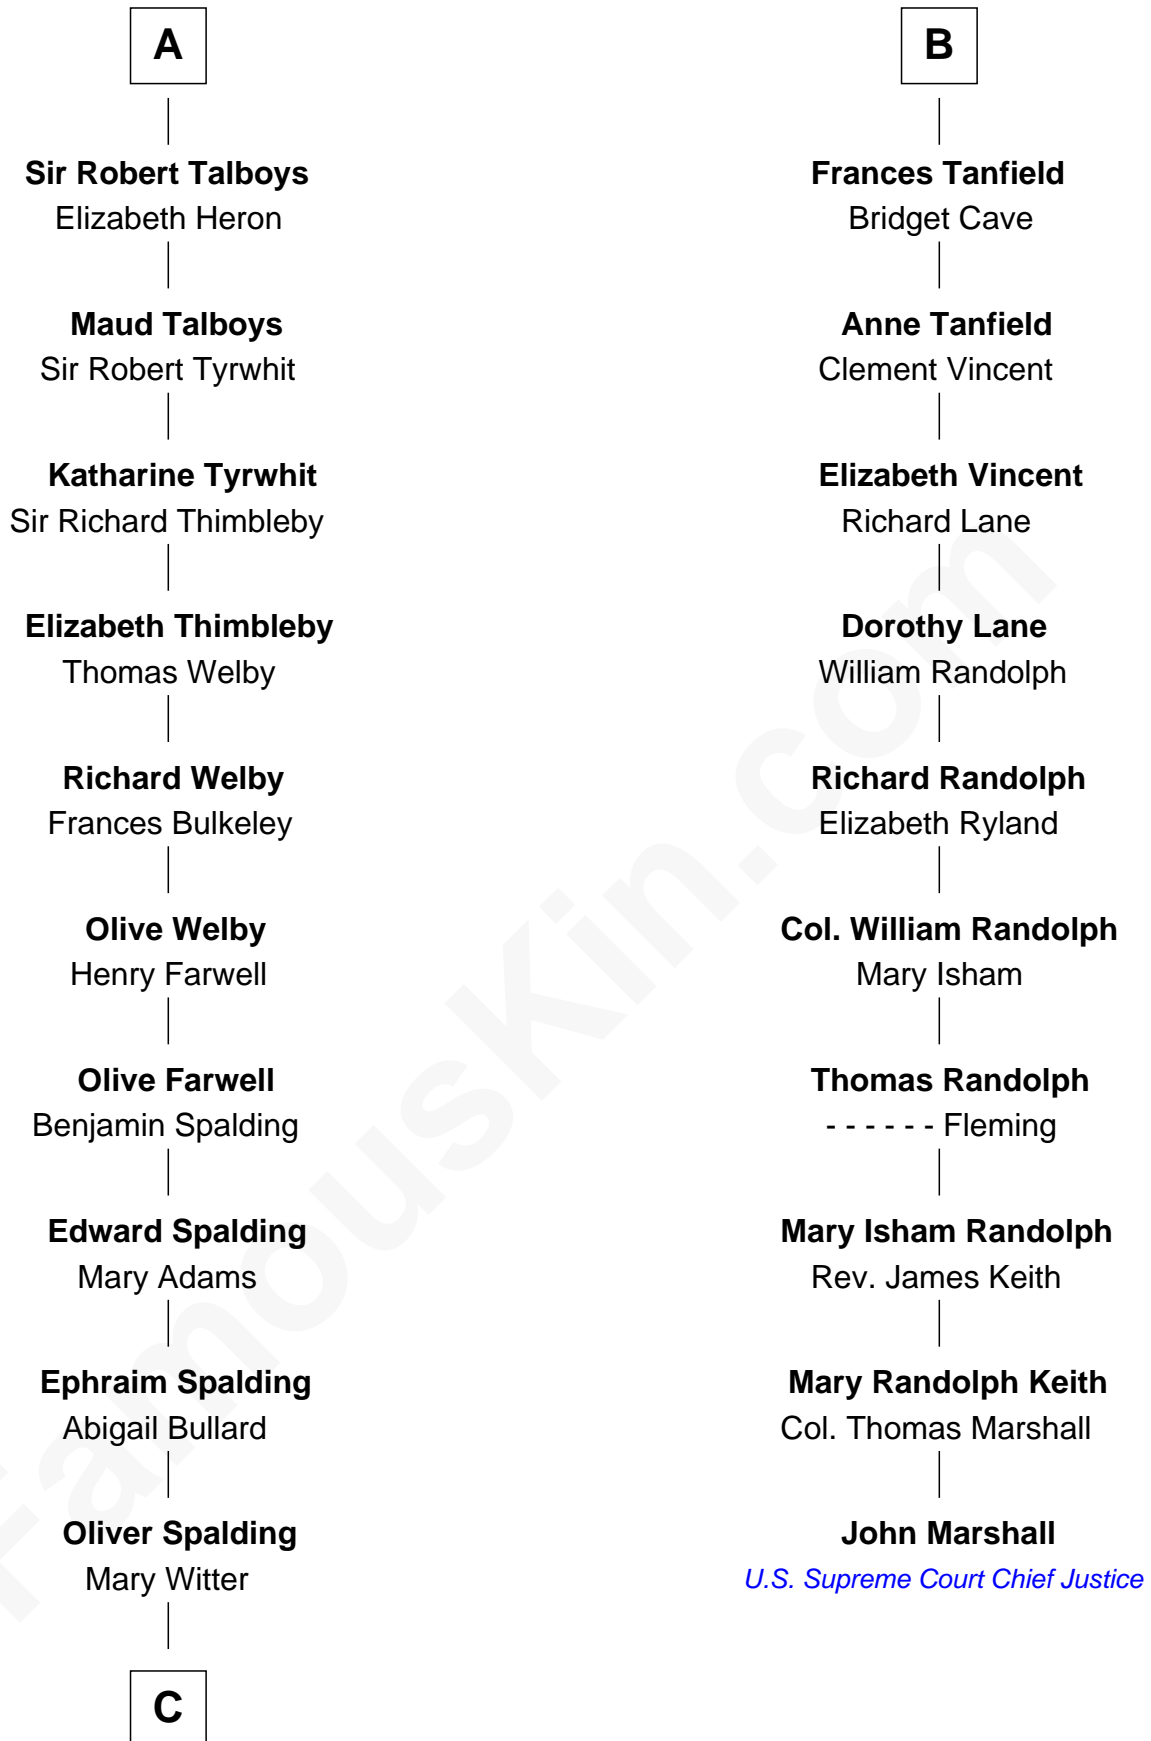 A
Sir Robert Talboys
Elizabeth Heron
Maud Talboys
Sir Robert Tyrwhit
Katharine Tyrwhit
Sir Richard Thimbleby
Elizabeth Thimbleby
Thomas Welby
Richard Welby
Frances Bulkeley
Olive Welby
Henry Farwell
Olive Farwell
Benjamin Spalding
Edward Spalding
Mary Adams
Ephraim Spalding
Abigail Bullard
Oliver Spalding
Mary Witter
C
B
Frances Tanfield
Bridget Cave
Anne Tanfield
Clement Vincent
Elizabeth Vincent
Richard Lane
Dorothy Lane
William Randolph
Richard Randolph
Elizabeth Ryland
Col. William Randolph
Mary Isham
Thomas Randolph
- - - - - - Fleming
Mary Isham Randolph
Rev. James Keith
Mary Randolph Keith
Col. Thomas Marshall
John Marshall
U.S. Supreme Court Chief Justice
FamousKin.com